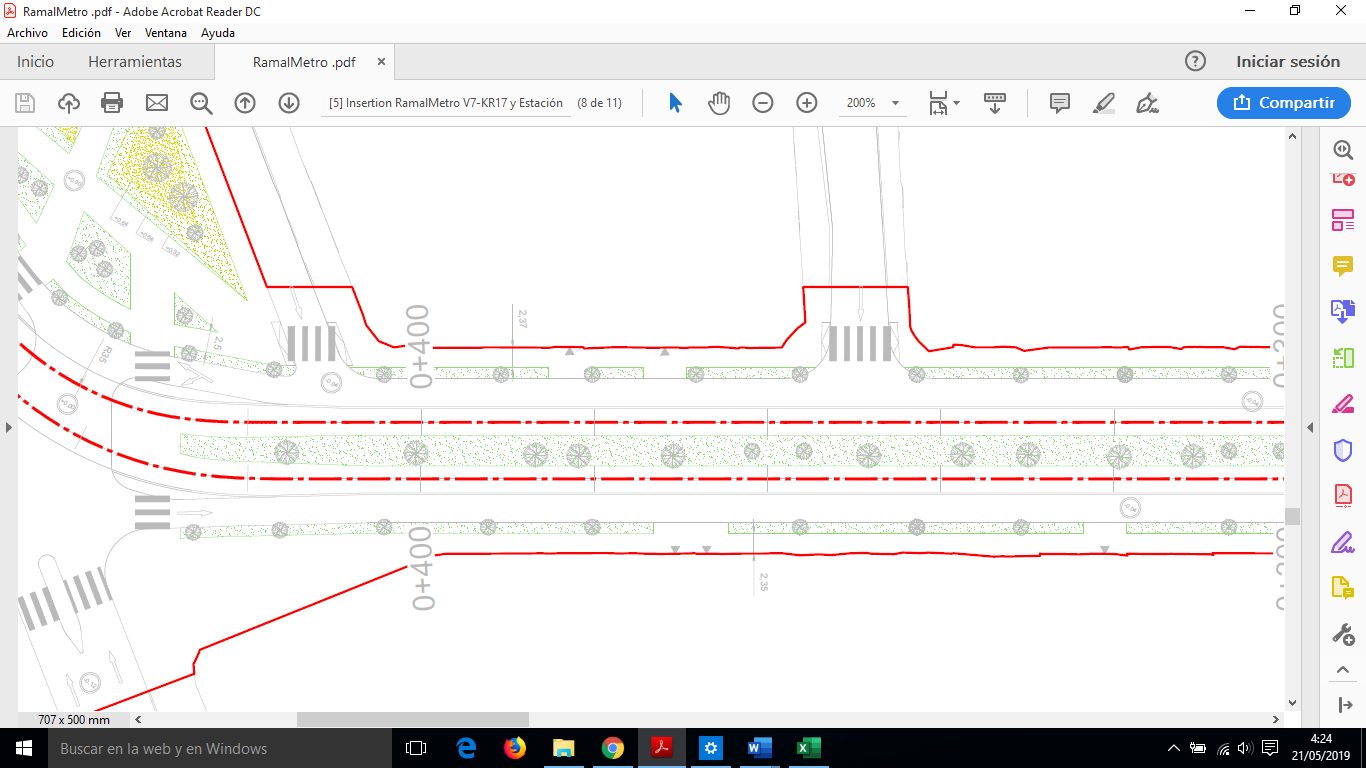 RamalMetro .pdf - Adobe Acrobat Reader DC
Archivo Edición Ver Ventana Ayuda
Inicio Herramientas RamalMetro .pdf × Iniciar sesión
[5] Insertion RamalMetro V7-KR17 y Estación (8 de 11) 200% Compartir
0+400
2,37
2,5
R35
0+400
2,35
707 x 500 mm
Buscar en la web y en Windows
4:24
21/05/2019